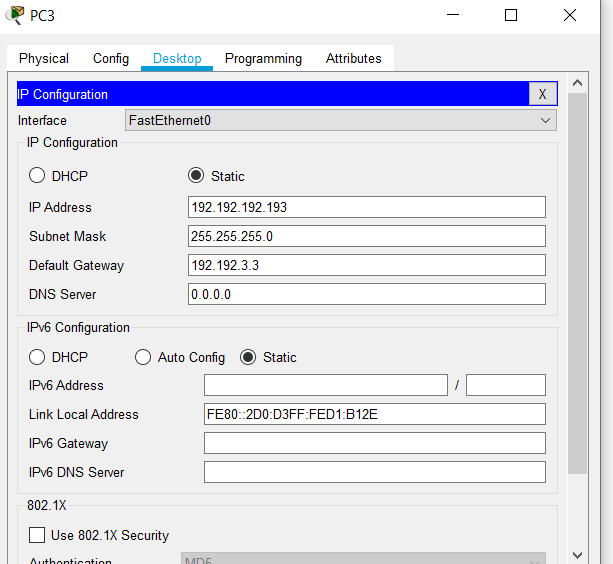 PC3
Physical Config Desktop Programming Attributes
IP Configuration X
Interface FastEthernet0
IP Configuration
DHCP Static
IP Address 192.192.192.193
Subnet Mask 255.255.255.0
Default Gateway 192.192.3.3
DNS Server 0.0.0.0
IPv6 Configuration
DHCP Auto Config Static
IPv6 Address /
Link Local Address FE80::2D0:D3FF:FED1:B12E
IPv6 Gateway
IPv6 DNS Server
802.1X
Use 802.1X Security
Authentication MD5